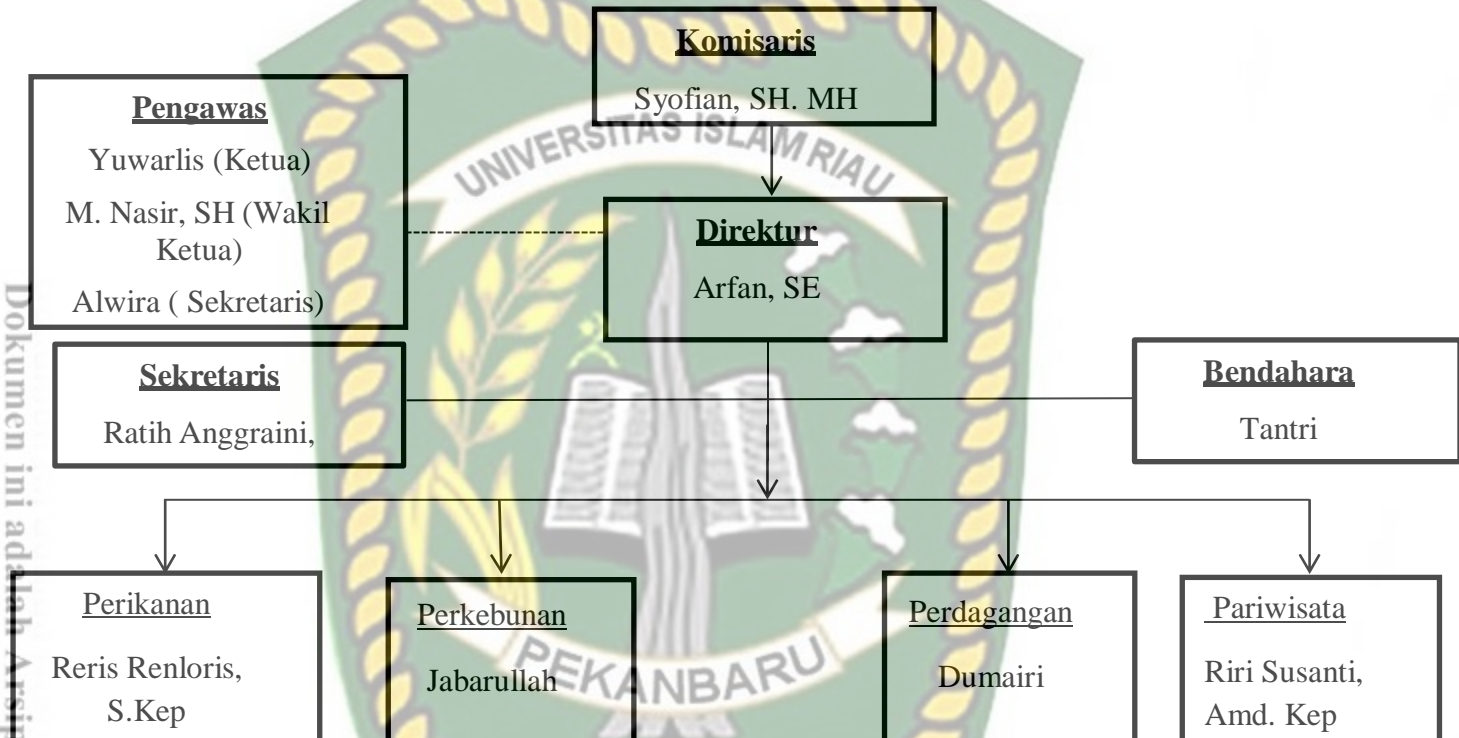 Komisaris
Syofian, SH. MH
Pengawas
Yuwarlis (Ketua)
M. Nasir, SH (Wakil
Ketua)
Alwira ( Sekretaris)
UNIVERSITAS ISLAM RIAU
Direktur
Arfan, SE
Sekretaris
Ratih Anggraini,
Bendahara
Tantri
Perikanan
Reris Renloris,
S.Kep
Perkebunan
Jabarullah
Perdagangan
Dumairi
Pariwisata
Riri Susanti,
Amd. Kep
PEKANBARU
Dokumen ini adalah Arsip